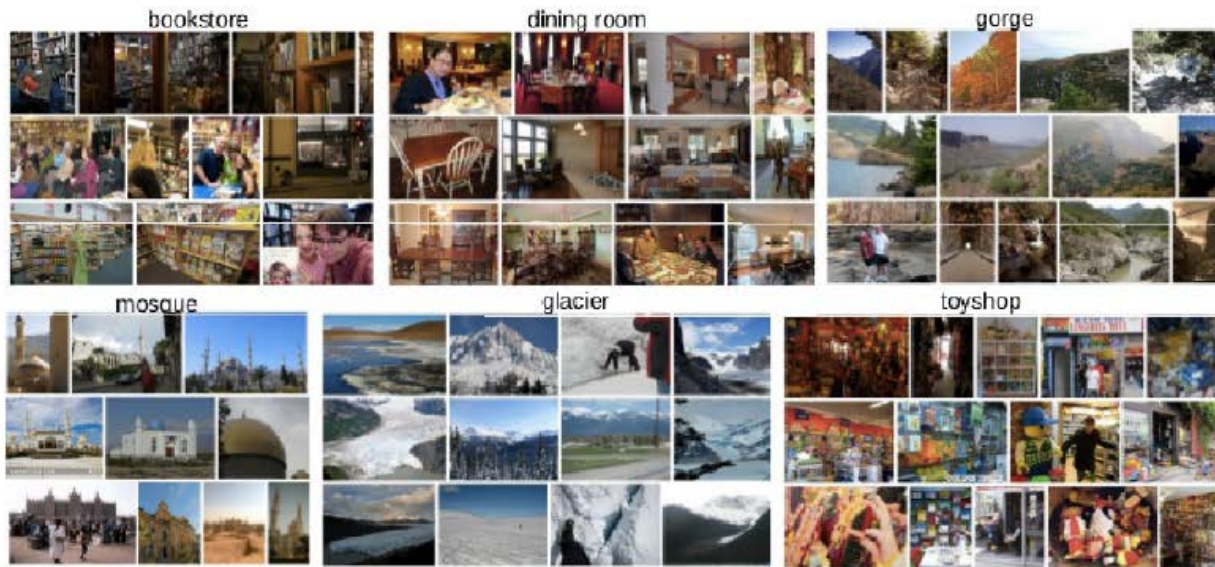 bookstore
dining room
gorge
mosque
glacier
toyshop